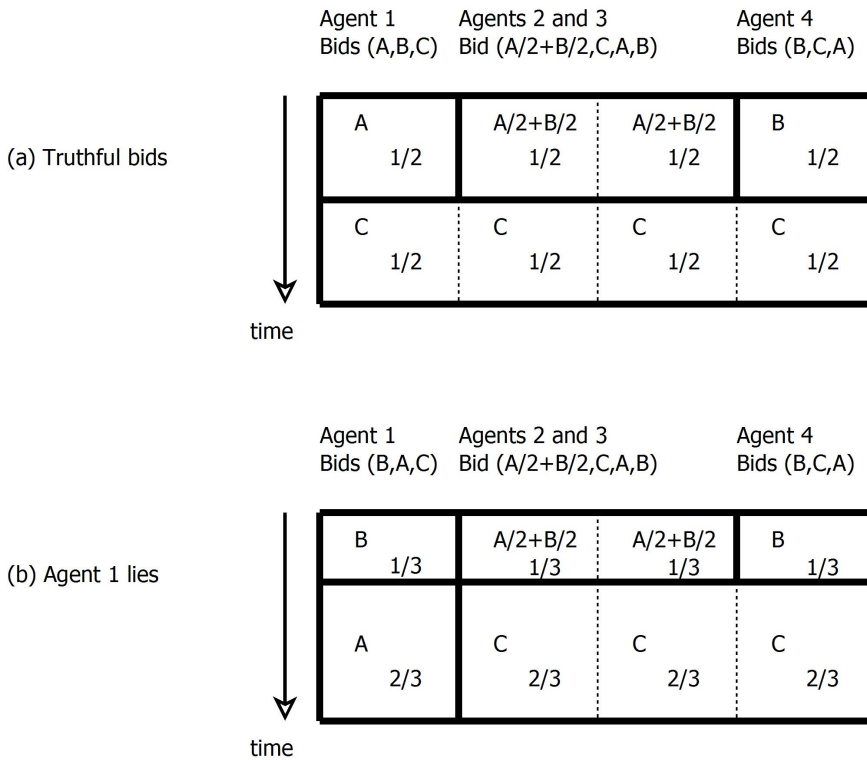 Agent 1 Agents 2 and 3 Agent 4
Bids (A,B,C) Bid (A/2+B/2,C,A,B) Bids (B,C,A)
A A/2+B/2 A/2+B/2 B
(a) Truthful bids 1/2 1/2 1/2 1/2
C C C C
1/2 1/2 1/2 1/2
time
Agent 1 Agents 2 and 3 Agent 4
Bids (B,A,C) Bid (A/2+B/2,C,A,B) Bids (B,C,A)
B A/2+B/2 A/2+B/2 B
(b) Agent 1 lies 1/3 1/3 1/3 1/3
A C C C
2/3 2/3 2/3 2/3
time